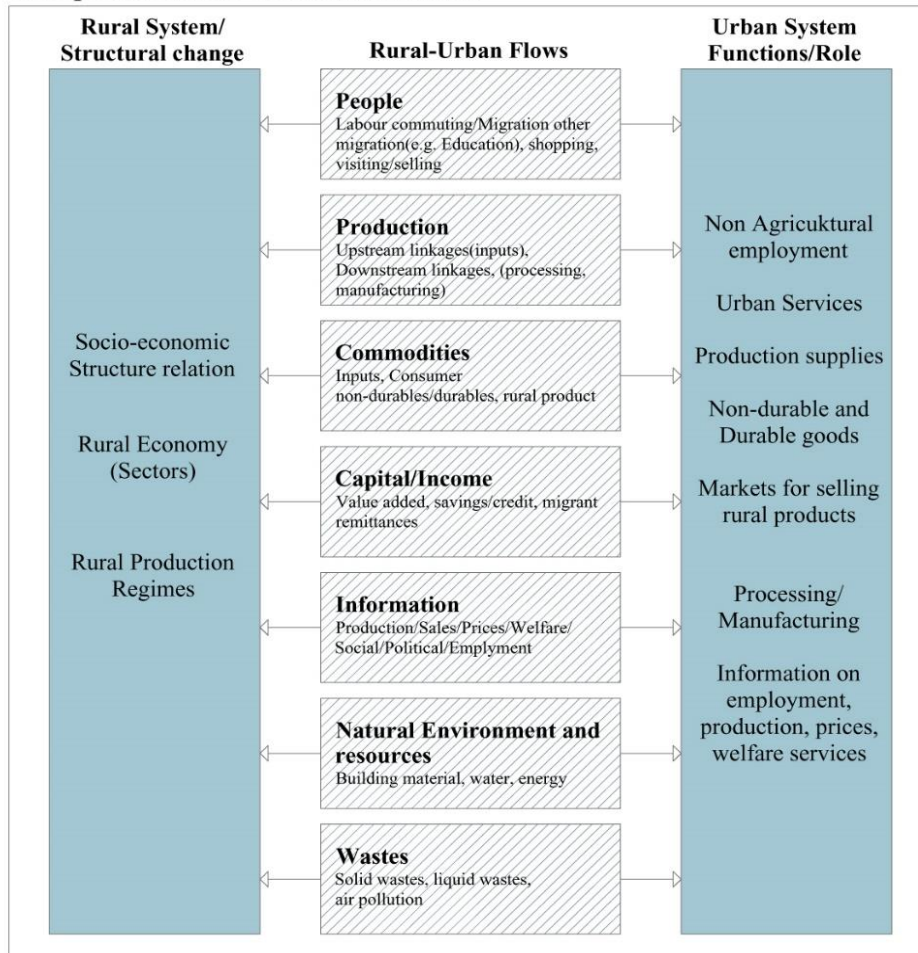 Rural System/
Structural change
Rural-Urban Flows
Urban System
Functions/Role
Socio-economic
Structure relation
Rural Economy
(Sectors)
Rural Production
Regimes
People
Labour commuting/Migration other
migration(e.g. Education), shopping,
visiting/selling
Production
Upstream linkages(inputs),
Downstream linkages, (processing,
manufacturing)
Commodities
Inputs, Consumer
non-durables/durables, rural product
Capital/Income
Value added, savings/credit, migrant
remittances
Information
Production/Sales/Prices/Welfare/
Social/Political/Emplyment
Natural Environment and
resources
Building material, water, energy
Wastes
Solid wastes, liquid wastes,
air pollution
Non Agricuktural
employment
Urban Services
Production supplies
Non-durable and
Durable goods
Markets for selling
rural products
Processing/
Manufacturing
Information on
employment,
production, prices,
welfare services